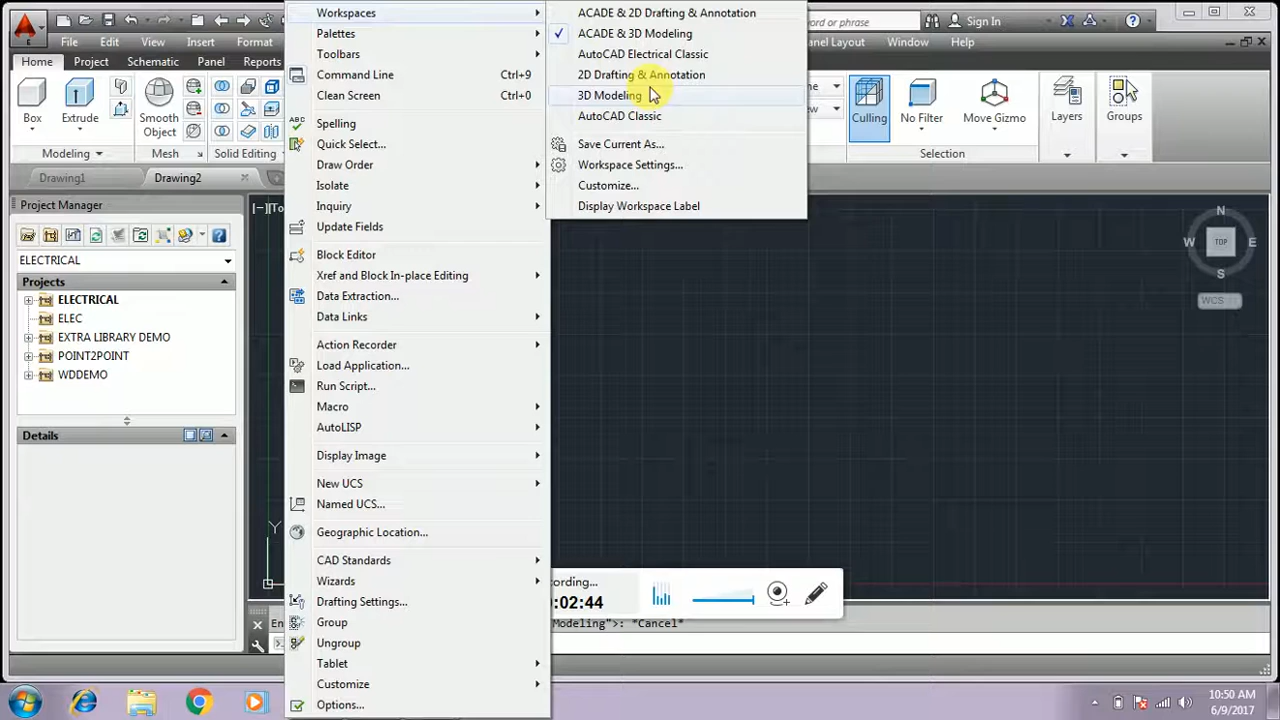 Workspaces
ACADE & 2D Drafting & Annotation
words or phrase
Sign In
File Edit View Insert Format
Palettes
ACADE & 3D Modeling
Panel Layout Window Help
Toolbars
AutoCAD Electrical Classic
Home Project Schematic Panel Reports
Command Line Ctrl+9
2D Drafting & Annotation
Clean Screen Ctrl+0
3D Modeling
Box Extrude Smooth Object
AutoCAD Classic
Culling No Filter Move Gizmo Layers Groups
Spelling
Quick Select...
Save Current As...
Modeling Solid Editing
Selection
Draw Order
Workspace Settings...
Drawing1 Drawing2
Isolate
Customize...
Project Manager
Inquiry
Display Workspace Label
[−][To
N
Update Fields
W TOP E
S
Block Editor
ELECTRICAL
Xref and Block In-place Editing
Projects
Data Extraction...
WCS
ELECTRICAL
ELEC
Data Links
EXTRA LIBRARY DEMO
Action Recorder
POINT2POINT
Load Application...
WDDEMO
Run Script...
Macro
AutoLISP
Details
Display Image
New UCS
Named UCS...
Y
Geographic Location...
CAD Standards
Wizards
cording...
Drafting Settings...
:02:44
Group
En
Modeling">: *Cancel*
Ungroup
Tablet
Customize
Options...
10:50 AM
6/9/2017